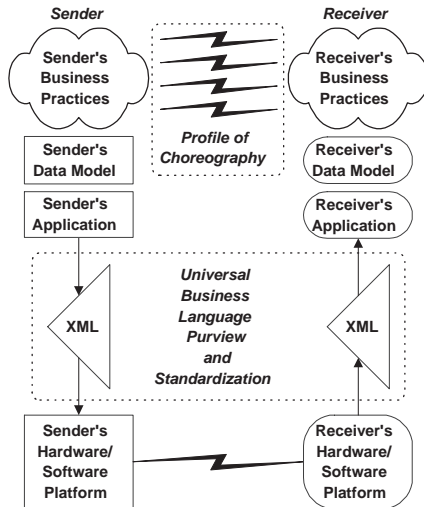 Sender
Receiver
Sender's
Business
Practices
Receiver's
Business
Practices
Profile of
Choreography
Sender's
Data Model
Receiver's
Data Model
Sender's
Application
Receiver's
Application
Universal
Business
Language
Purview
and
Standardization
XML
XML
Sender's
Hardware/
Software
Platform
Receiver's
Hardware/
Software
Platform